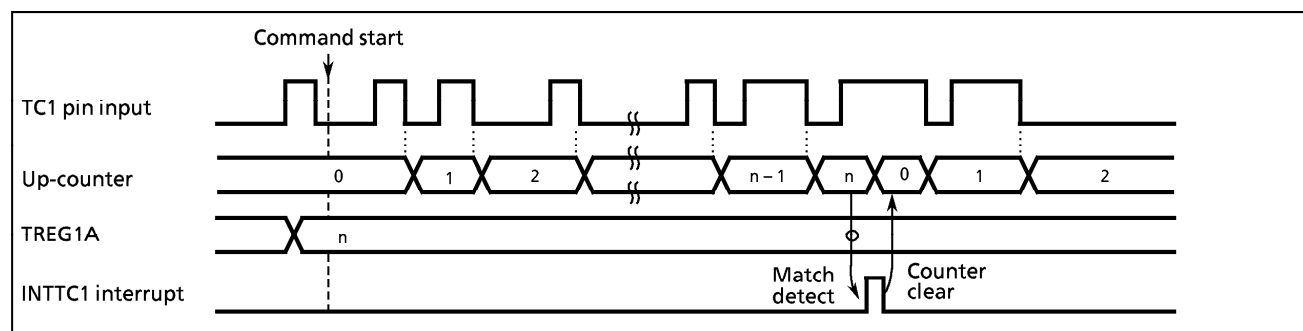 Command start
TC1 pin input
Up-counter
0 1 2 n – 1 n 0 1 2
TREG1A
n
Match
detect
Counter
clear
INTTC1 interrupt